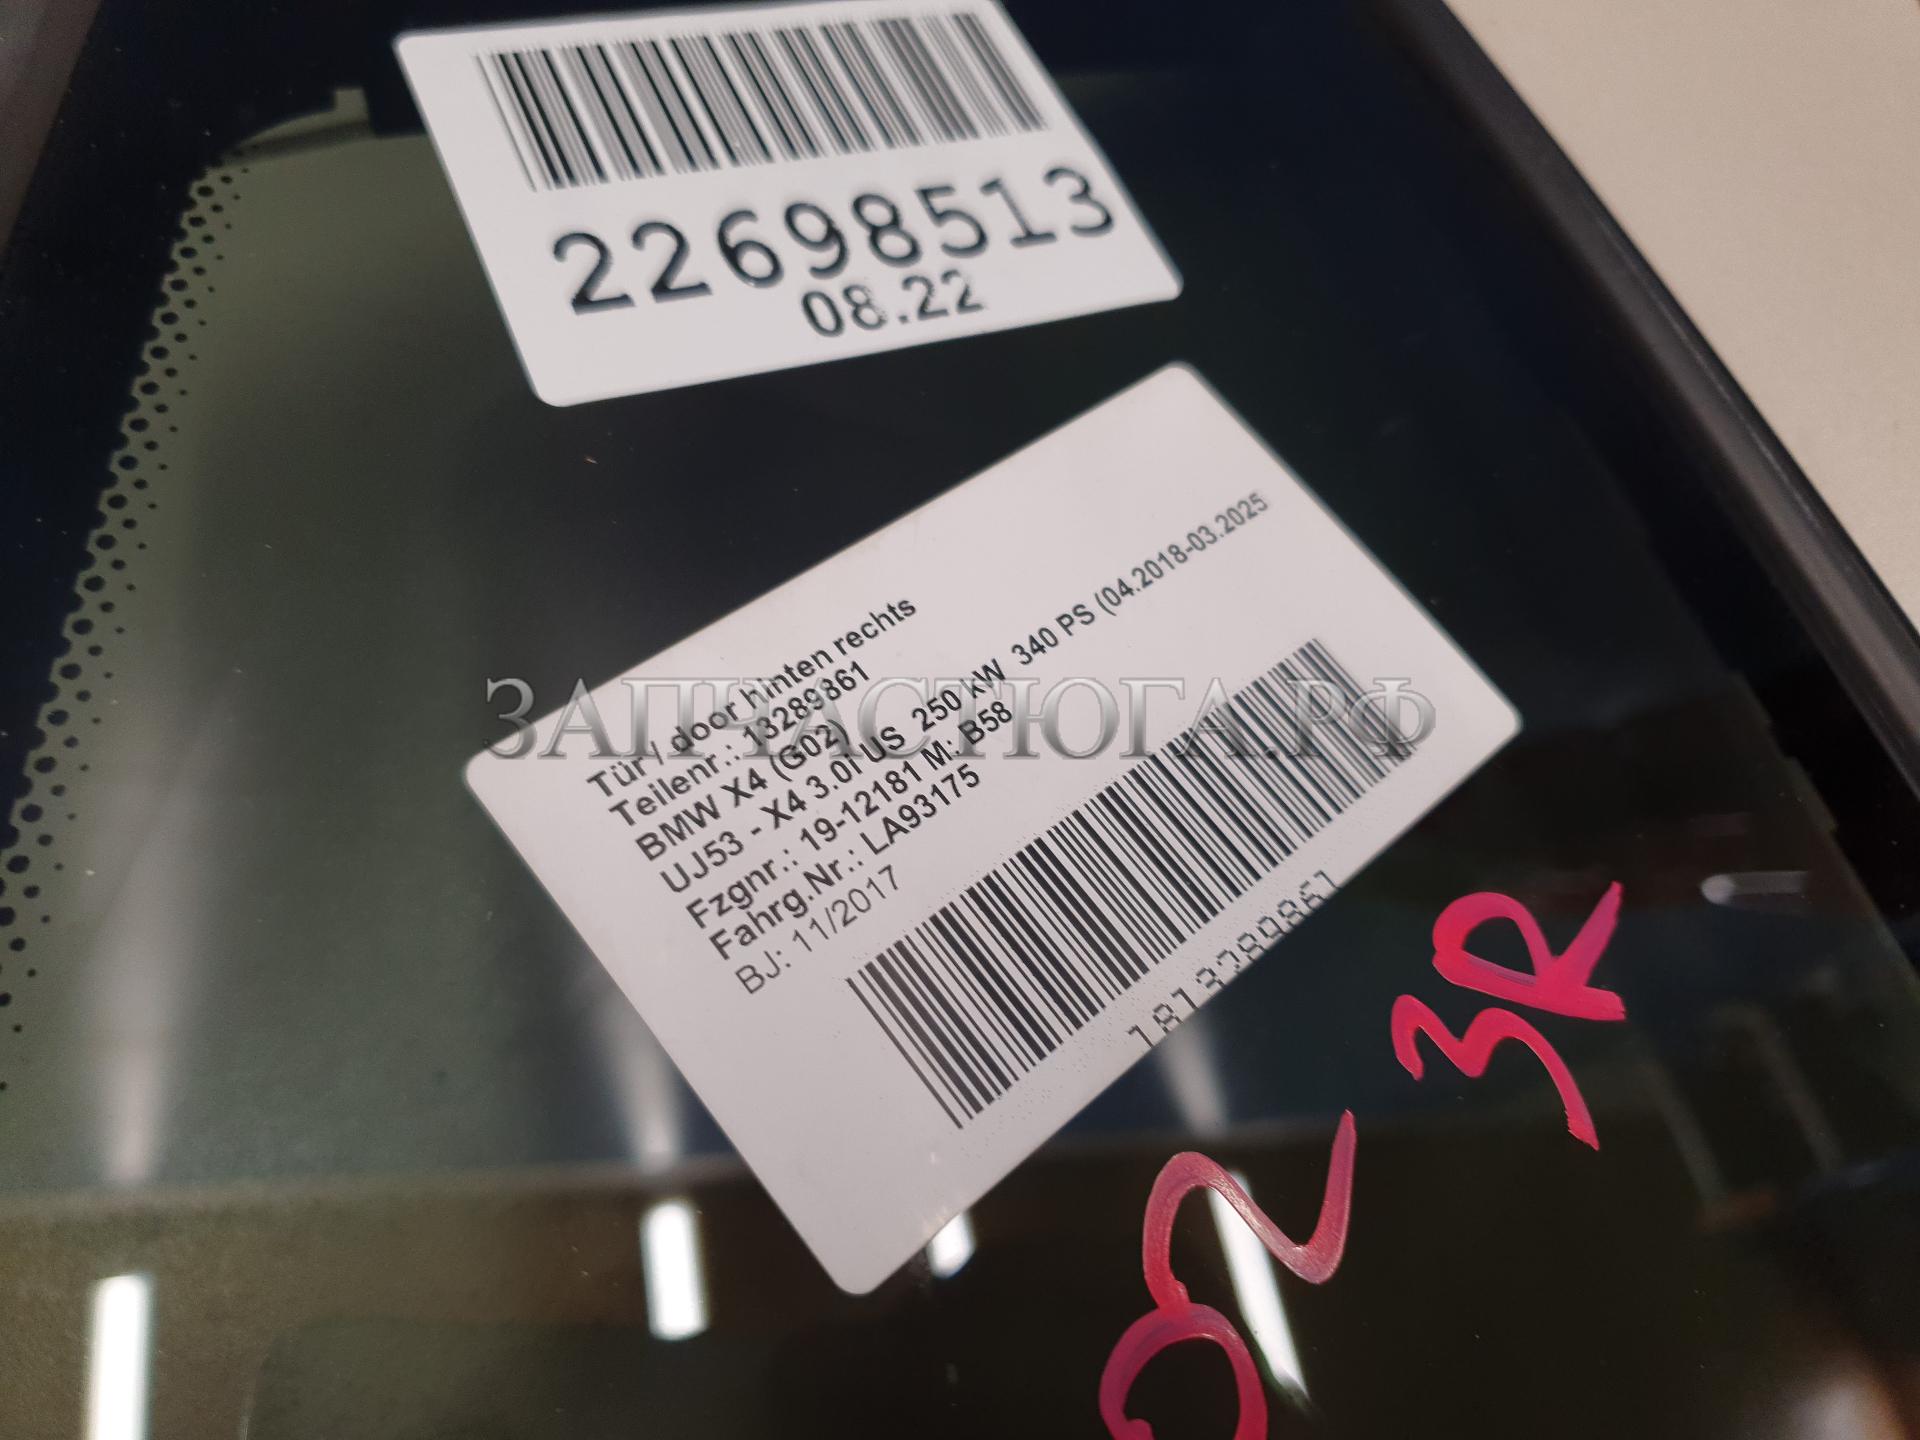 22698513
08.22
Tür / door hinten rechts
Teilenr.: 13289861
BMW X4 (G02)
UJ53 - X4 3.0i US 250 kW 340 PS (04.2018-03.2025
Fzgnr.: 19-12181 M: B58
Fahrg.Nr.: LA93175
BJ: 11/2017
1813289861
ЗАПЧАСТЮГА.РФ
02 3R